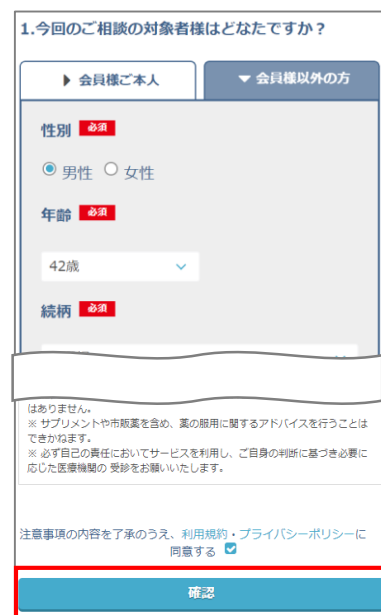 1.今回のご相談の対象者様はどなたですか？
▶ 会員様ご本人
▼ 会員様以外の方
性別 必須
男性 女性
年齢 必須
42歳
続柄 必須
はありません。
※ サプリメントや市販薬を含め、薬の服用に関するアドバイスを行うことは
できかねます。
※ 必ず自己の責任においてサービスを利用し、ご自身の判断に基づき必要に
応じた医療機関の 受診をお願いいたします。
注意事項の内容を了承のうえ、利用規約・プライバシーポリシーに
同意する
確認